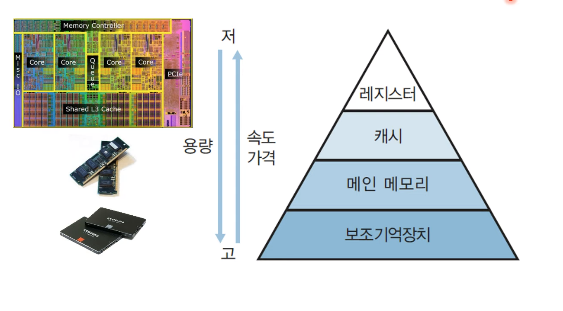 Memory Controller
Misc IO
Core
Core
Queue
Core
Core
PCIe
Shared L3 Cache
저
용량
속도
가격
고
레지스터
캐시
메인 메모리
보조기억장치